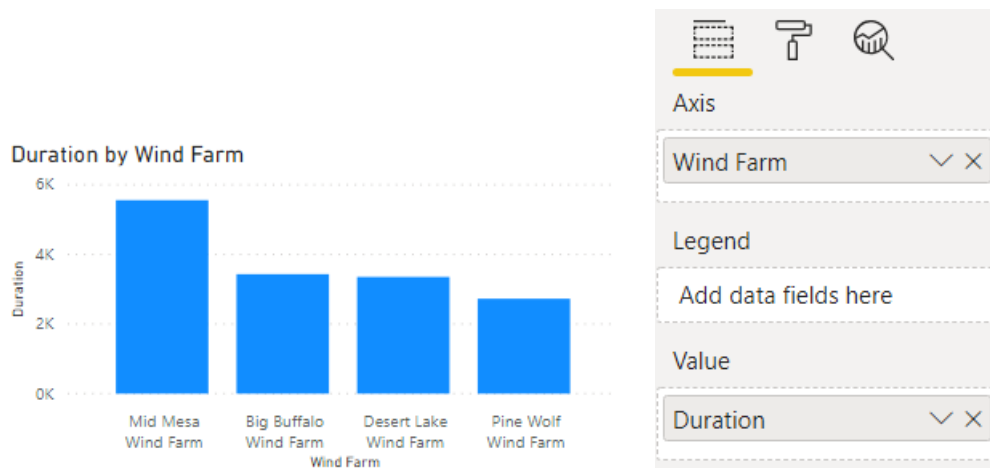 Duration by Wind Farm
6K
4K
2K
0K
Duration
Mid Mesa
Wind Farm
Big Buffalo
Wind Farm
Desert Lake
Wind Farm
Pine Wolf
Wind Farm
Wind Farm
Axis
Wind Farm
Legend
Add data fields here
Value
Duration